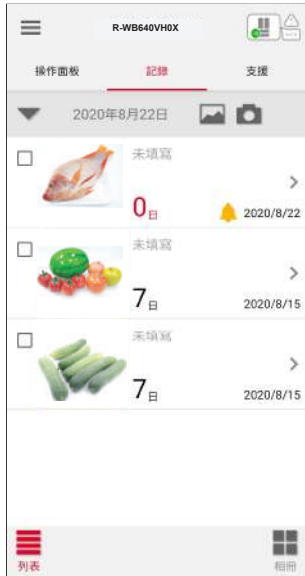 R-WB640VH0X
操作面板
記錄
支援
2020年8月22日
未填寫
0日
2020/8/22
未填寫
7日
2020/8/15
未填寫
7日
2020/8/15
列表
相冊